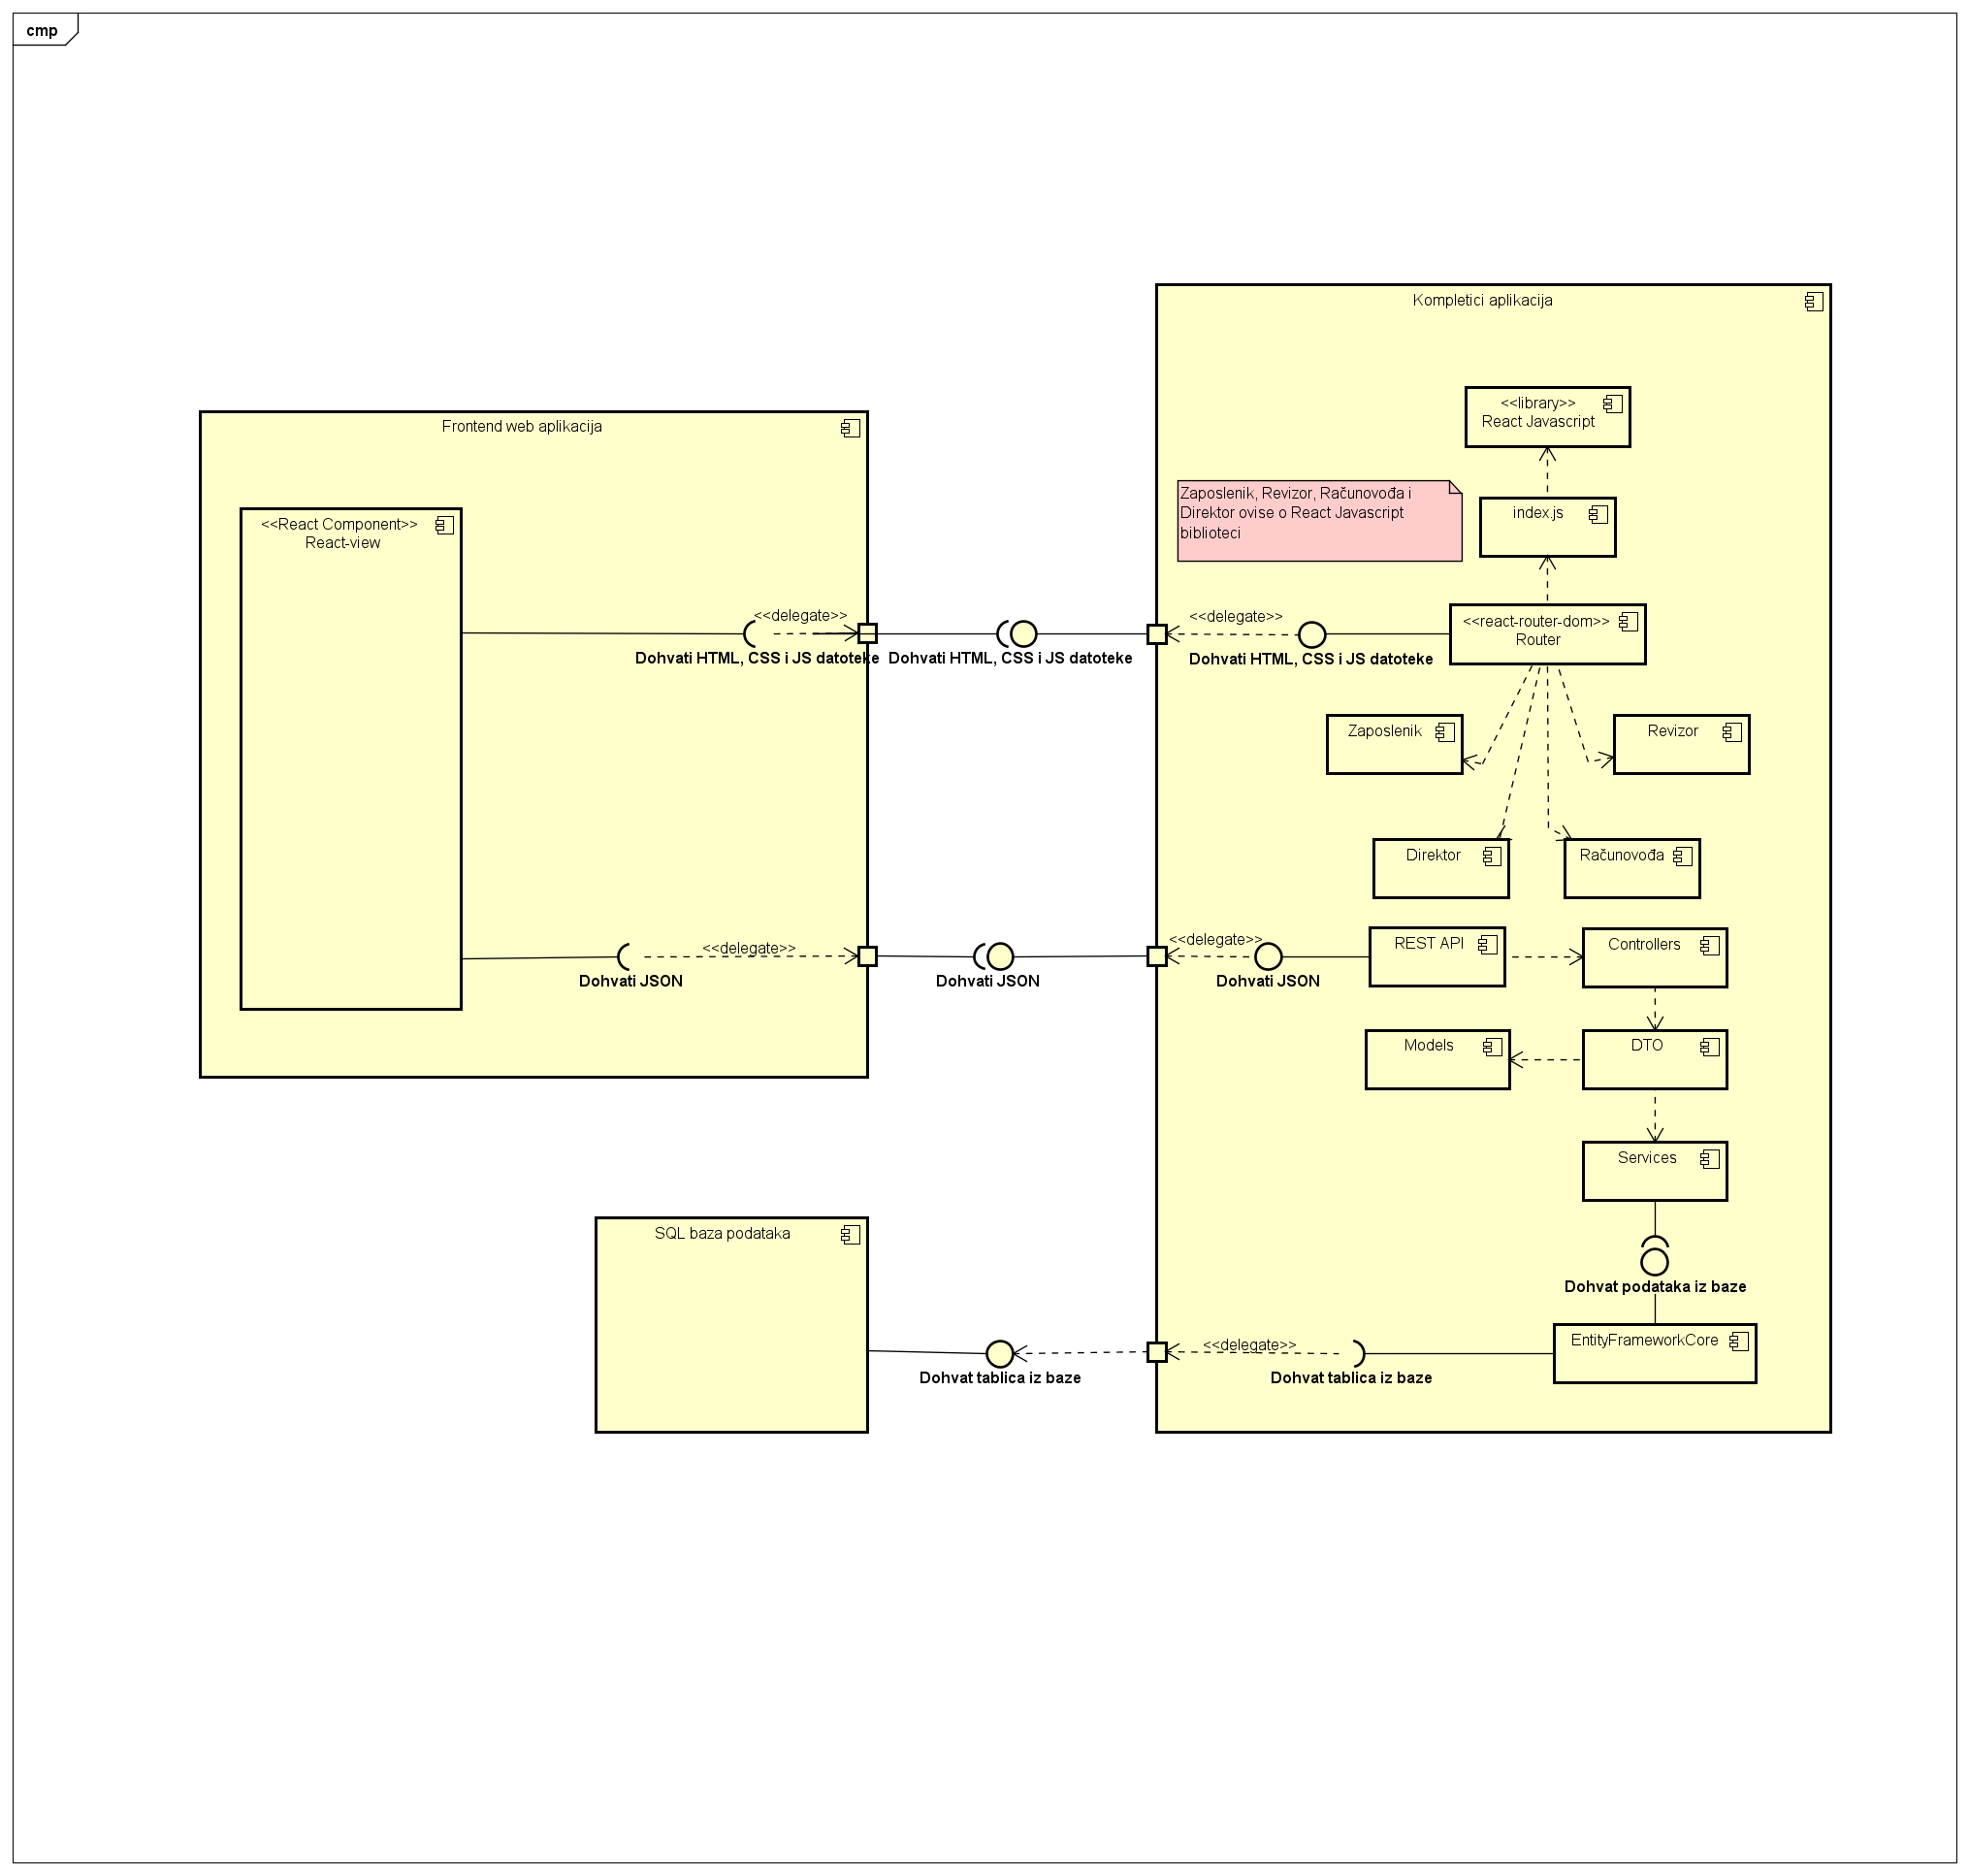 cmp
Kompletici aplikacija
<<library>>
React Javascript
Frontend web aplikacija
Zaposlenik, Revizor, Računovođa i
Direktor ovise o React Javascript
biblioteci
index.js
<<React Component>>
React-view
<<delegate>>
<<delegate>>
<<react-router-dom>>
Router
Dohvati HTML, CSS i JS datoteke
Dohvati HTML, CSS i JS datoteke
Dohvati HTML, CSS i JS datoteke
Zaposlenik
Revizor
Direktor
Računovođa
<<delegate>>
<<delegate>>
REST API
Controllers
Dohvati JSON
Dohvati JSON
Dohvati JSON
Models
DTO
Services
SQL baza podataka
Dohvat podataka iz baze
<<delegate>>
EntityFrameworkCore
Dohvat tablica iz baze
Dohvat tablica iz baze